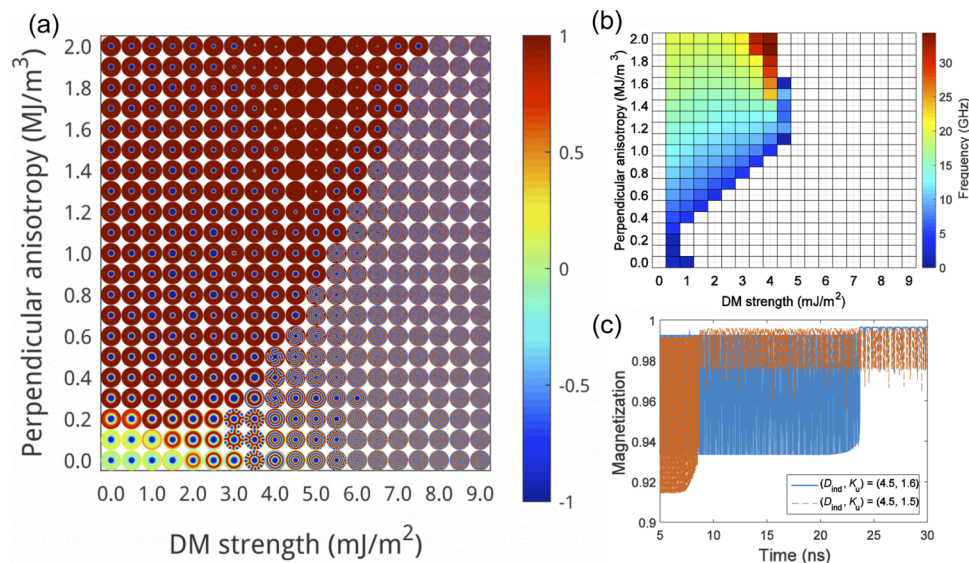 (a)
Perpendicular anisotropy (MJ/m³)
2.0
1.8
1.6
1.4
1.2
1.0
0.8
0.6
0.4
0.2
0.0
0.0 1.0 2.0 3.0 4.0 5.0 6.0 7.0 8.0 9.0
DM strength (mJ/m²)
1
0.5
0
-0.5
-1
(b)
Perpendicular anisotropy (MJ/m³)
2.0
1.8
1.6
1.4
1.2
1.0
0.8
0.6
0.4
0.2
0.0
0 1 2 3 4 5 6 7 8 9
DM strength (mJ/m²)
30
25
20
15
10
5
0
Frequency (GHz)
(c)
Magnetization
1
0.98
0.96
0.94
0.92
0.9
(D_ind, K_u) = (4.5, 1.6)
(D_ind, K_u) = (4.5, 1.5)
5 10 15 20 25 30
Time (ns)